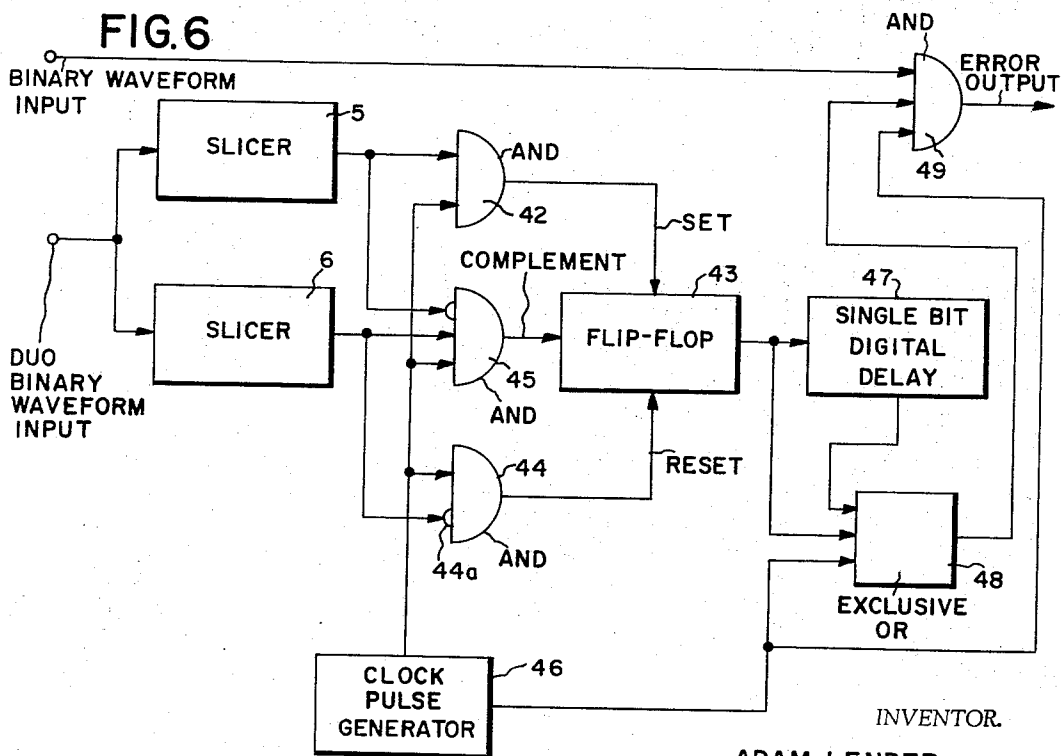 FIG.6
AND
BINARY WAVEFORM
INPUT
ERROR
OUTPUT
5
SLICER
AND
42
49
SET
COMPLEMENT
6
SLICER
43
FLIP-FLOP
47
SINGLE BIT
DIGITAL
DELAY
45
AND
DUO
BINARY
WAVEFORM
INPUT
44
RESET
44a
AND
48
EXCLUSIVE
OR
CLOCK
PULSE
GENERATOR
46
INVENTOR.
ADAM LENDER